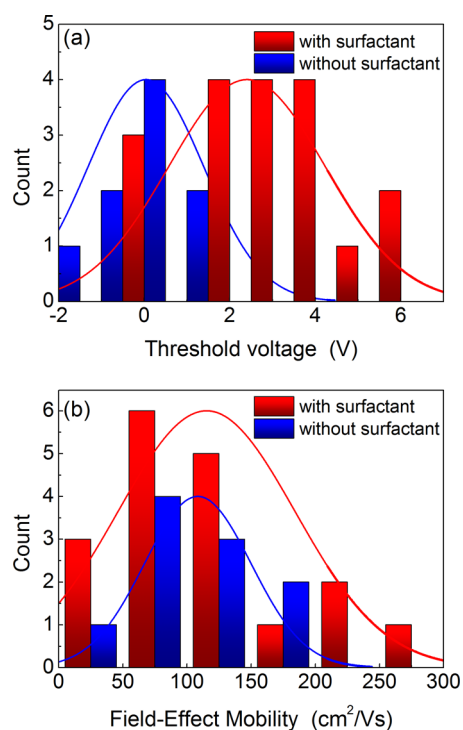 (a)
with surfactant
without surfactant
5
4
3
2
1
0
Count
-2 0 2 4 6
Threshold voltage (V)
(b)
with surfactant
without surfactant
6
5
4
3
2
1
0
Count
0 50 100 150 200 250 300
Field-Effect Mobility (cm²/Vs)